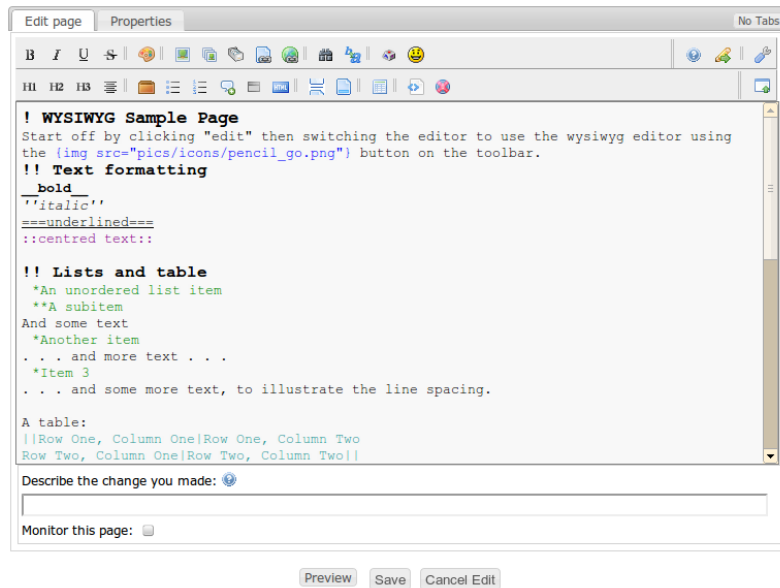 Edit page Properties No Tabs
B I U S
H1 H2 H3 HTML
! WYSIWYG Sample Page
Start off by clicking "edit" then switching the editor to use the wysiwyg editor using
the {img src="pics/icons/pencil_go.png"} button on the toolbar.
!! Text formatting
__bold__
''italic''
===underlined===
::centred text::
!! Lists and table
*An unordered list item
**A subitem
And some text
*Another item
. . . and more text . . .
*Item 3
. . . and some more text, to illustrate the line spacing.
A table:
||Row One, Column One|Row One, Column Two
Row Two, Column One|Row Two, Column Two||
Describe the change you made:
Monitor this page:
Preview Save Cancel Edit